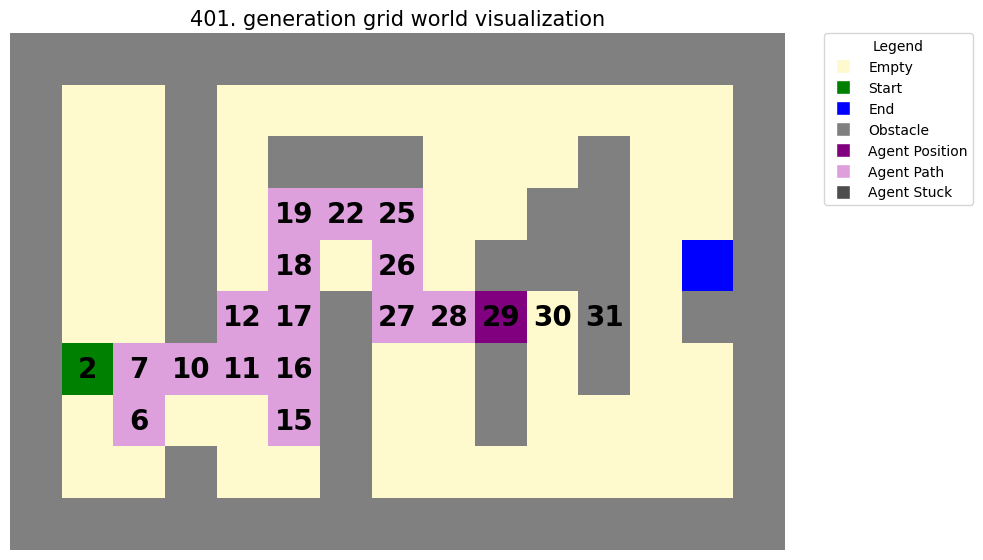 401. generation grid world visualization
Legend
Empty
Start
End
Obstacle
Agent Position
Agent Path
Agent Stuck
19 22 25
18 26
12 17 27 28 29 30 31
2 7 10 11 16
6 15